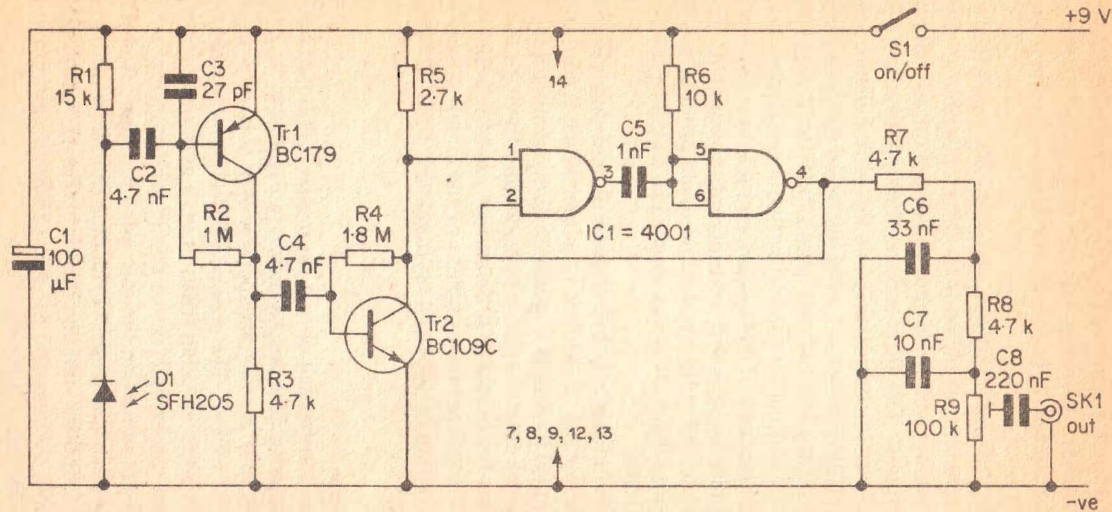 +9 V
S1
on/off
R1
15 k
C3
27 pF
14
R5
2·7 k
R6
10 k
Tr1
BC179
C2
4·7 nF
C5
1 nF
1
2
3
5
6
4
R7
4·7 k
IC1 = 4001
C6
33 nF
C1
100
μF
R2
1 M
C4
4·7 nF
R4
1·8 M
Tr2
BC109C
R8
4·7 k
C7
10 nF
C8
220 nF
D1
SFH205
R3
4·7 k
R9
100 k
SK1
out
7, 8, 9, 12, 13
-ve